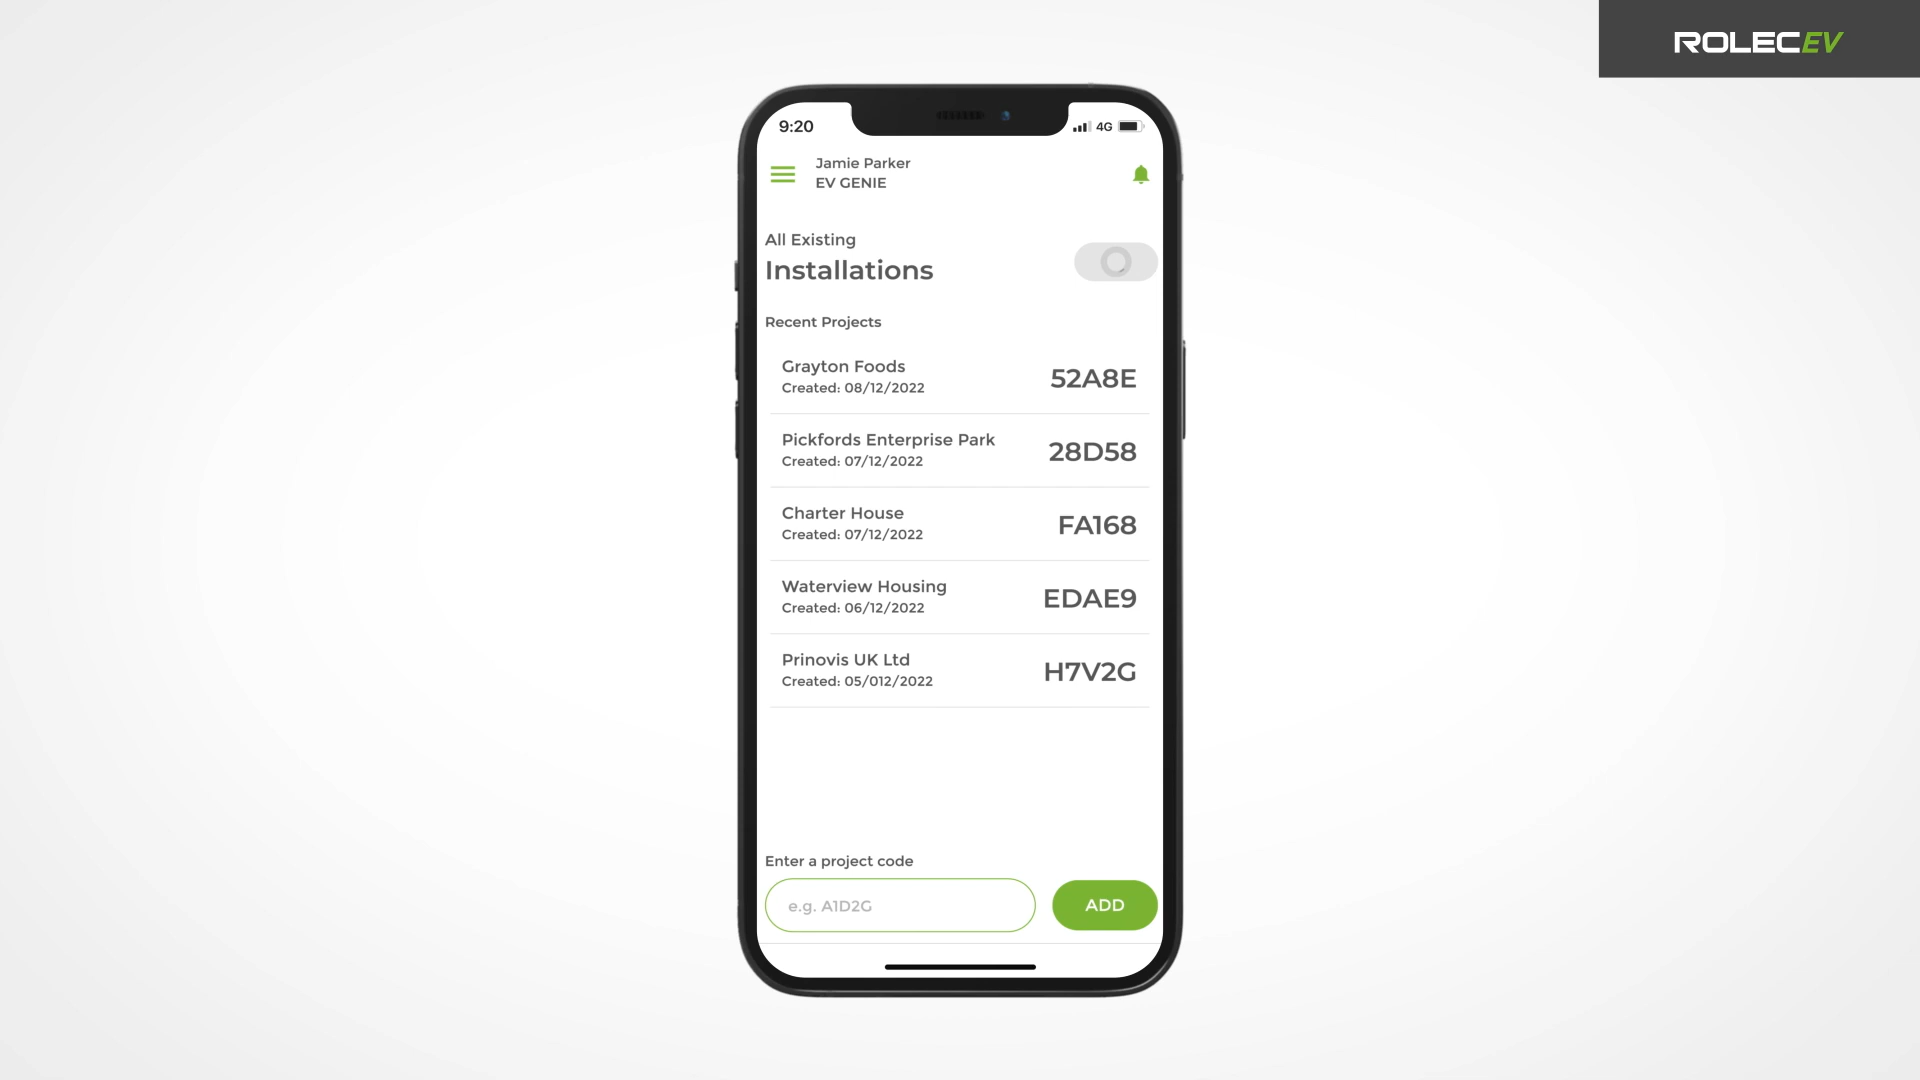 ROLEC EV
9:20
4G
Jamie Parker
EV GENIE
All Existing
Installations
Recent Projects
Grayton Foods
Created: 08/12/2022
52A8E
Pickfords Enterprise Park
Created: 07/12/2022
28D58
Charter House
Created: 07/12/2022
FA168
Waterview Housing
Created: 06/12/2022
EDAE9
Prinovis UK Ltd
Created: 05/012/2022
H7V2G
Enter a project code
e.g. A1D2G
ADD